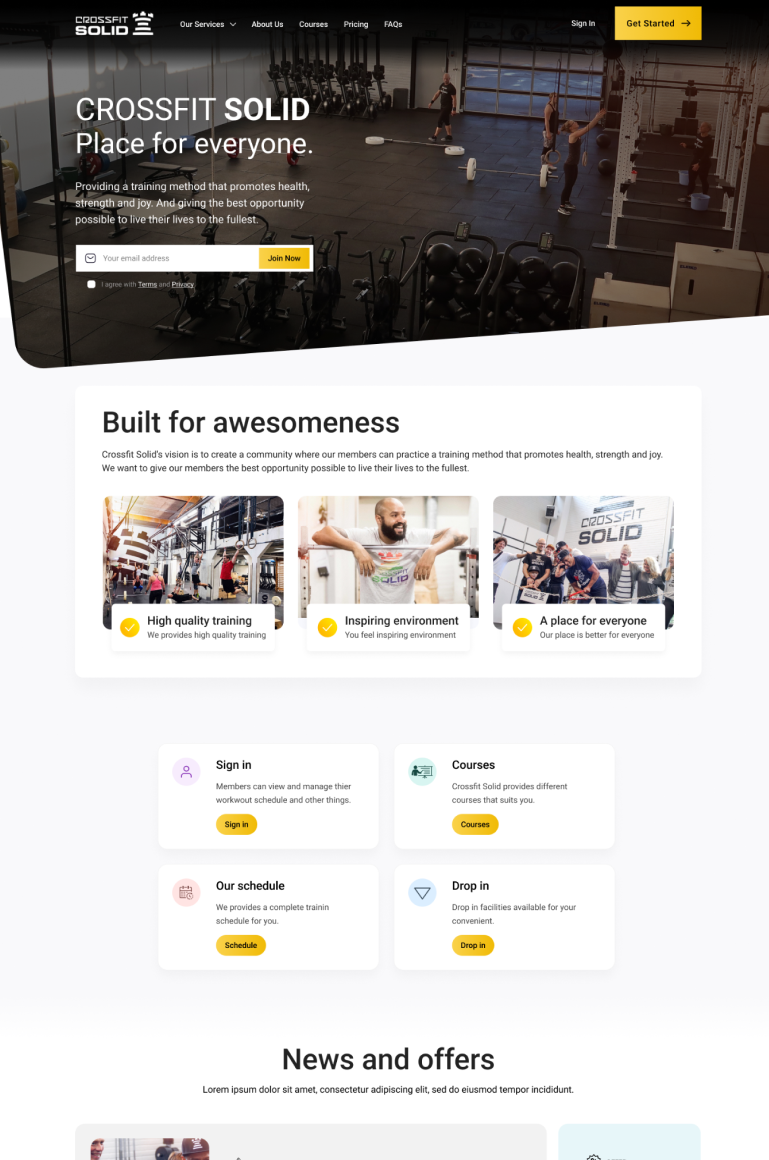 CROSSFIT
SOLID
Our Services
About Us
Courses
Pricing
FAQs
Sign In
Get Started
CROSSFIT SOLID
Place for everyone.
Providing a training method that promotes health,
strength and joy. And giving the best opportunity
possible to live their lives to the fullest.
Your email address
Join Now
I agree with Terms and Privacy
Built for awesomeness
Crossfit Solid's vision is to create a community where our members can practice a training method that promotes health, strength and joy.
We want to give our members the best opportunity possible to live their lives to the fullest.
SOLID
CROSSFIT
SOLID
High quality training
We provides high quality training
Inspiring environment
You feel inspiring environment
A place for everyone
Our place is better for everyone
Sign in
Members can view and manage thier
workwout schedule and other things.
Sign in
Courses
Crossfit Solid provides different
courses that suits you.
Courses
Our schedule
We provides a complete trainin
schedule for you.
Schedule
Drop in
Drop in facilities available for your
convenient.
Drop in
News and offers
Lorem ipsum dolor sit amet, consectetur adipiscing elit, sed do eiusmod tempor incididunt.